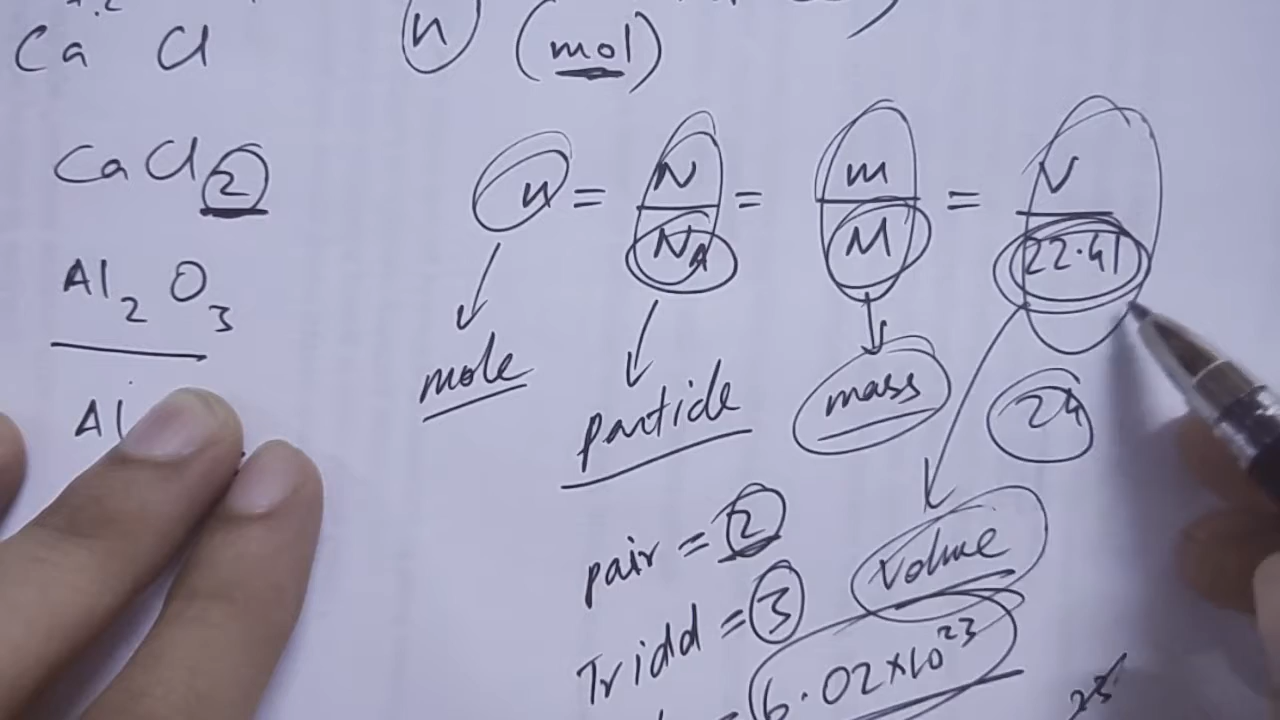 Ca Cl
n (mol)
CaCl2
n = N/NA = m/M = V/22.41
Al2O3
mole
particle
mass
24
Al
pair = 2
Volume
Tridd = 3
= 6.02×10^23